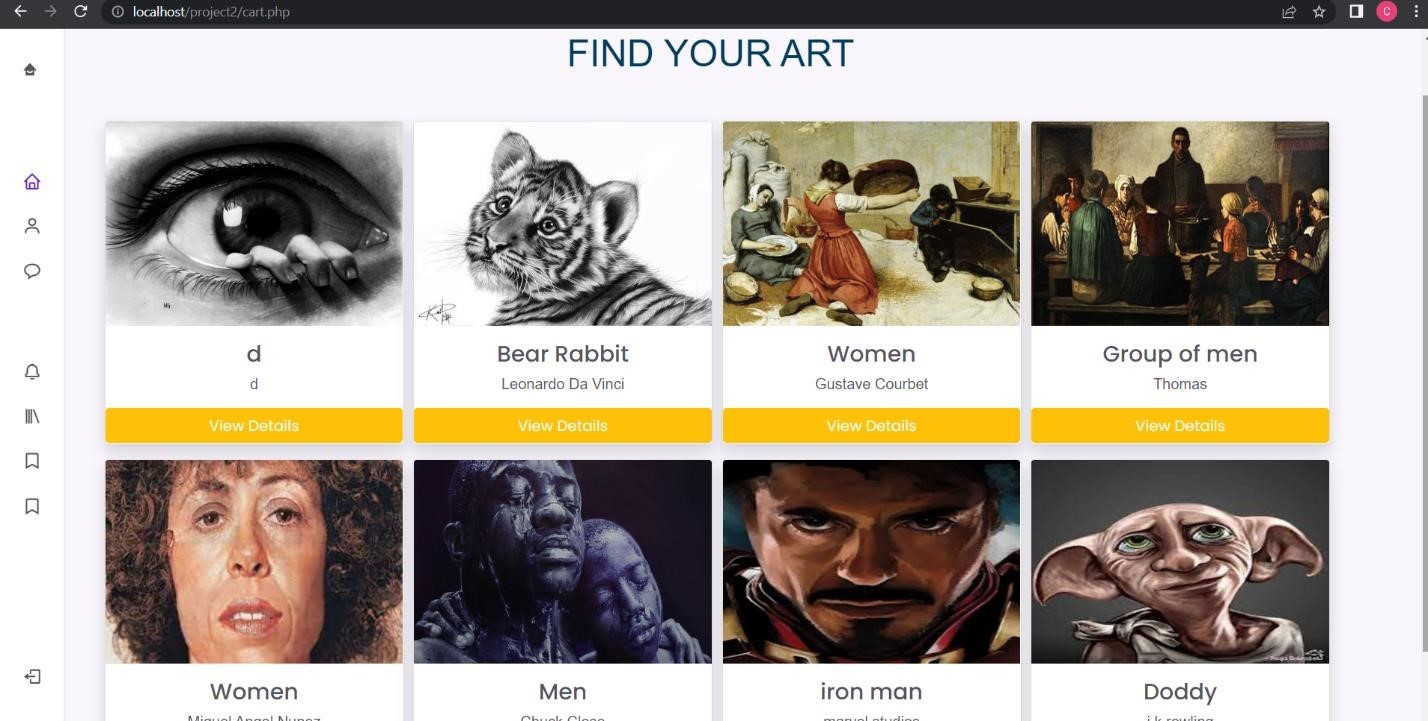 localhost/project2/cart.php
C
FIND YOUR ART
d
d
View Details
Bear Rabbit
Leonardo Da Vinci
View Details
Women
Gustave Courbet
View Details
Group of men
Thomas
View Details
Women
Miguel Angel Nunez
Men
Chuck Close
iron man
marvel studios
Doddy
j.k rowling